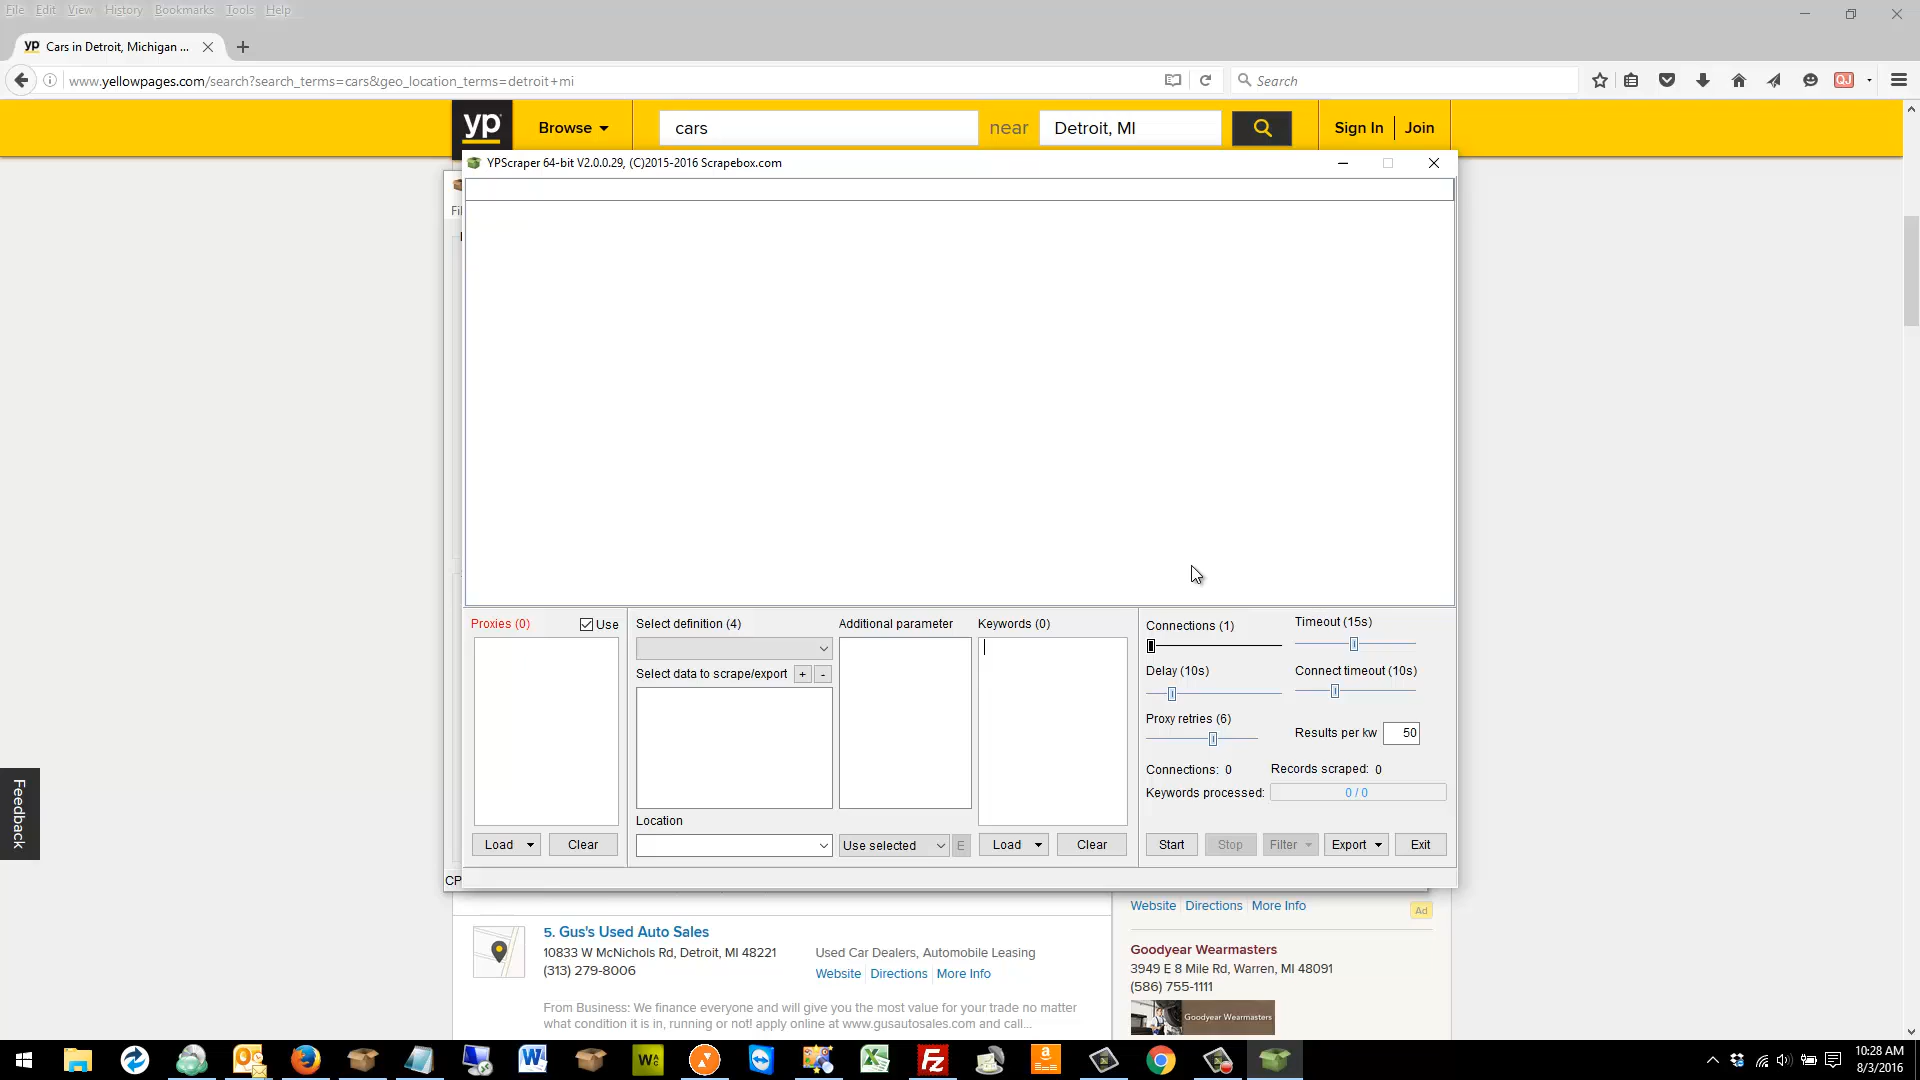 File Edit View History Bookmarks Tools Help
yp Cars in Detroit, Michigan ...
www.yellowpages.com/search?search_terms=cars&geo_location_terms=detroit+mi
Search
yp Browse cars near Detroit, MI Sign In Join
YPScraper 64-bit V2.0.0.29, (C)2015-2016 Scrapebox.com
Proxies (0) Use
Select definition (4)
Additional parameter
Keywords (0)
Connections (1)
Timeout (15s)
Select data to scrape/export + -
Delay (10s)
Connect timeout (10s)
Proxy retries (6)
Results per kw 50
Connections: 0
Records scraped: 0
Keywords processed: 0 / 0
Location
Load Clear
Use selected E
Load Clear
Start Stop Filter Export Exit
Feedback
CP
Website Directions More Info
Ad
5. Gus's Used Auto Sales
10833 W McNichols Rd, Detroit, MI 48221
(313) 279-8006
Used Car Dealers, Automobile Leasing
Website Directions More Info
From Business: We finance everyone and will give you the most value for your trade no matter
what condition it is in, running or not! apply online at www.gusautosales.com and call...
Goodyear Wearmasters
3949 E 8 Mile Rd, Warren, MI 48091
(586) 755-1111
Goodyear Wearmasters
10:28 AM
8/3/2016